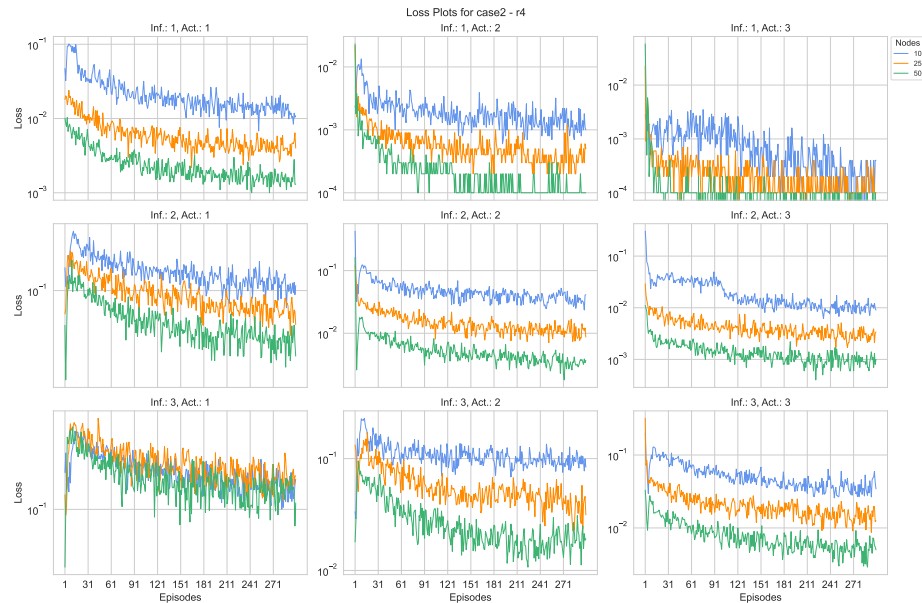 Loss Plots for case2 - r4
Inf.: 1, Act.: 1
Inf.: 1, Act.: 2
Inf.: 1, Act.: 3
Nodes
10
25
50
Loss
10⁻¹
10⁻²
10⁻³
10⁻²
10⁻³
10⁻⁴
10⁻²
10⁻³
10⁻⁴
Inf.: 2, Act.: 1
Inf.: 2, Act.: 2
Inf.: 2, Act.: 3
Loss
10⁻¹
10⁻¹
10⁻²
10⁻¹
10⁻²
10⁻³
Inf.: 3, Act.: 1
Inf.: 3, Act.: 2
Inf.: 3, Act.: 3
Loss
10⁻¹
10⁻¹
10⁻²
10⁻¹
10⁻²
1 31 61 91 121 151 181 211 241 271
1 31 61 91 121 151 181 211 241 271
1 31 61 91 121 151 181 211 241 271
Episodes
Episodes
Episodes